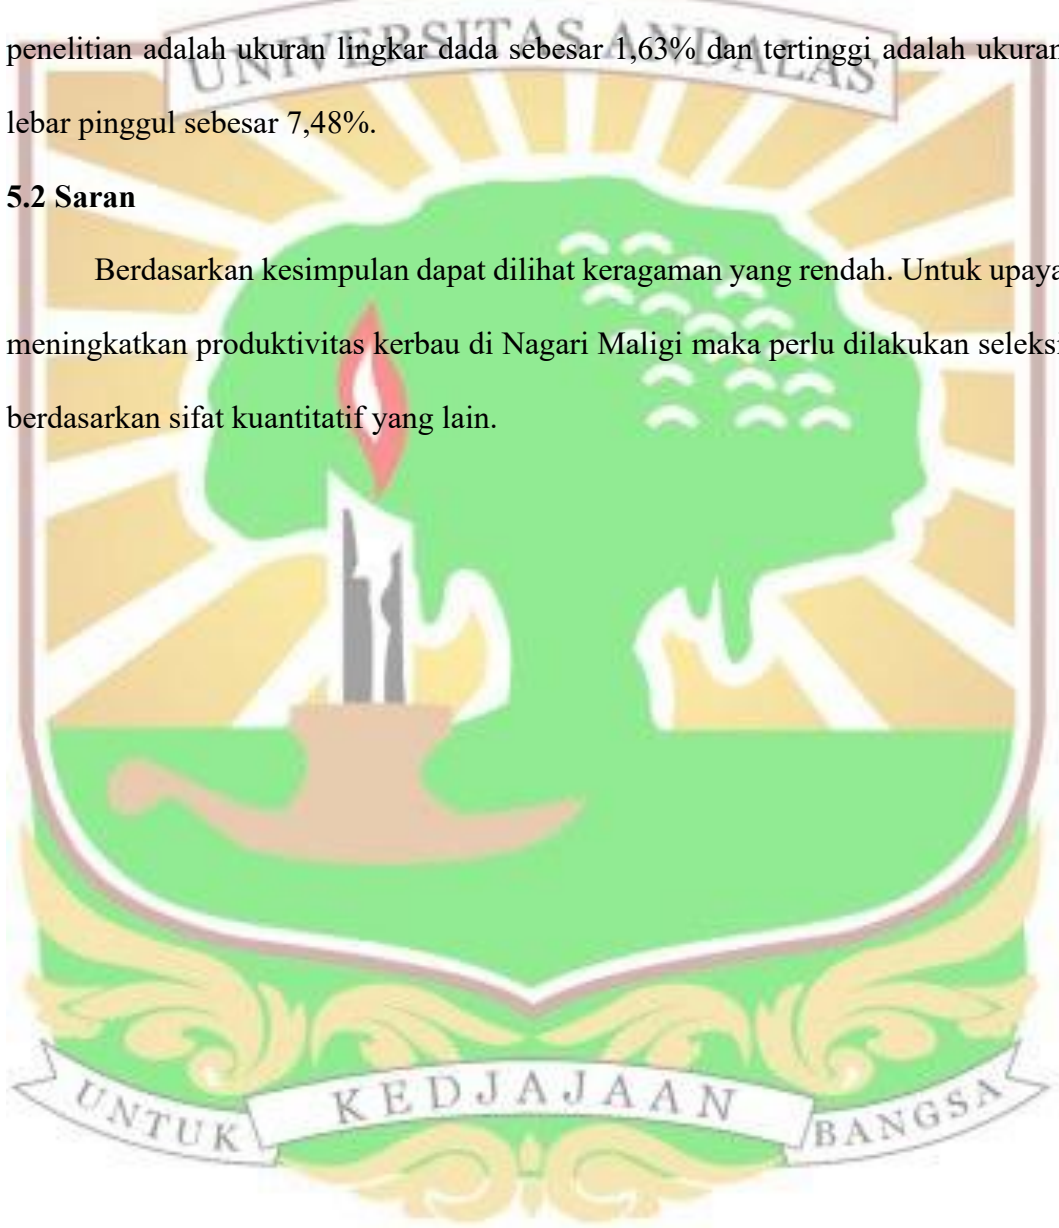 UNIVERSITAS ANDALAS
penelitian adalah ukuran lingkar dada sebesar 1,63% dan tertinggi adalah ukuran
lebar pinggul sebesar 7,48%.
5.2 Saran
Berdasarkan kesimpulan dapat dilihat keragaman yang rendah. Untuk upaya
meningkatkan produktivitas kerbau di Nagari Maligi maka perlu dilakukan seleksi
berdasarkan sifat kuantitatif yang lain.
UNTUK KEDJAJAAN BANGSA